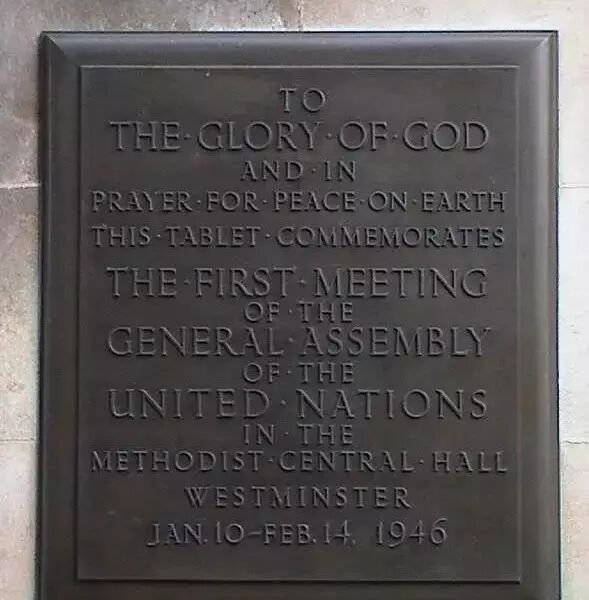 TO
THE·GLORY·OF·GOD
AND·IN
PRAYER·FOR·PEACE·ON·EARTH
THIS·TABLET·COMMEMORATES
THE·FIRST·MEETING
OF·THE
GENERAL·ASSEMBLY
OF·THE
UNITED·NATIONS
IN·THE
METHODIST·CENTRAL·HALL
WESTMINSTER
JAN.10–FEB.14. 1946